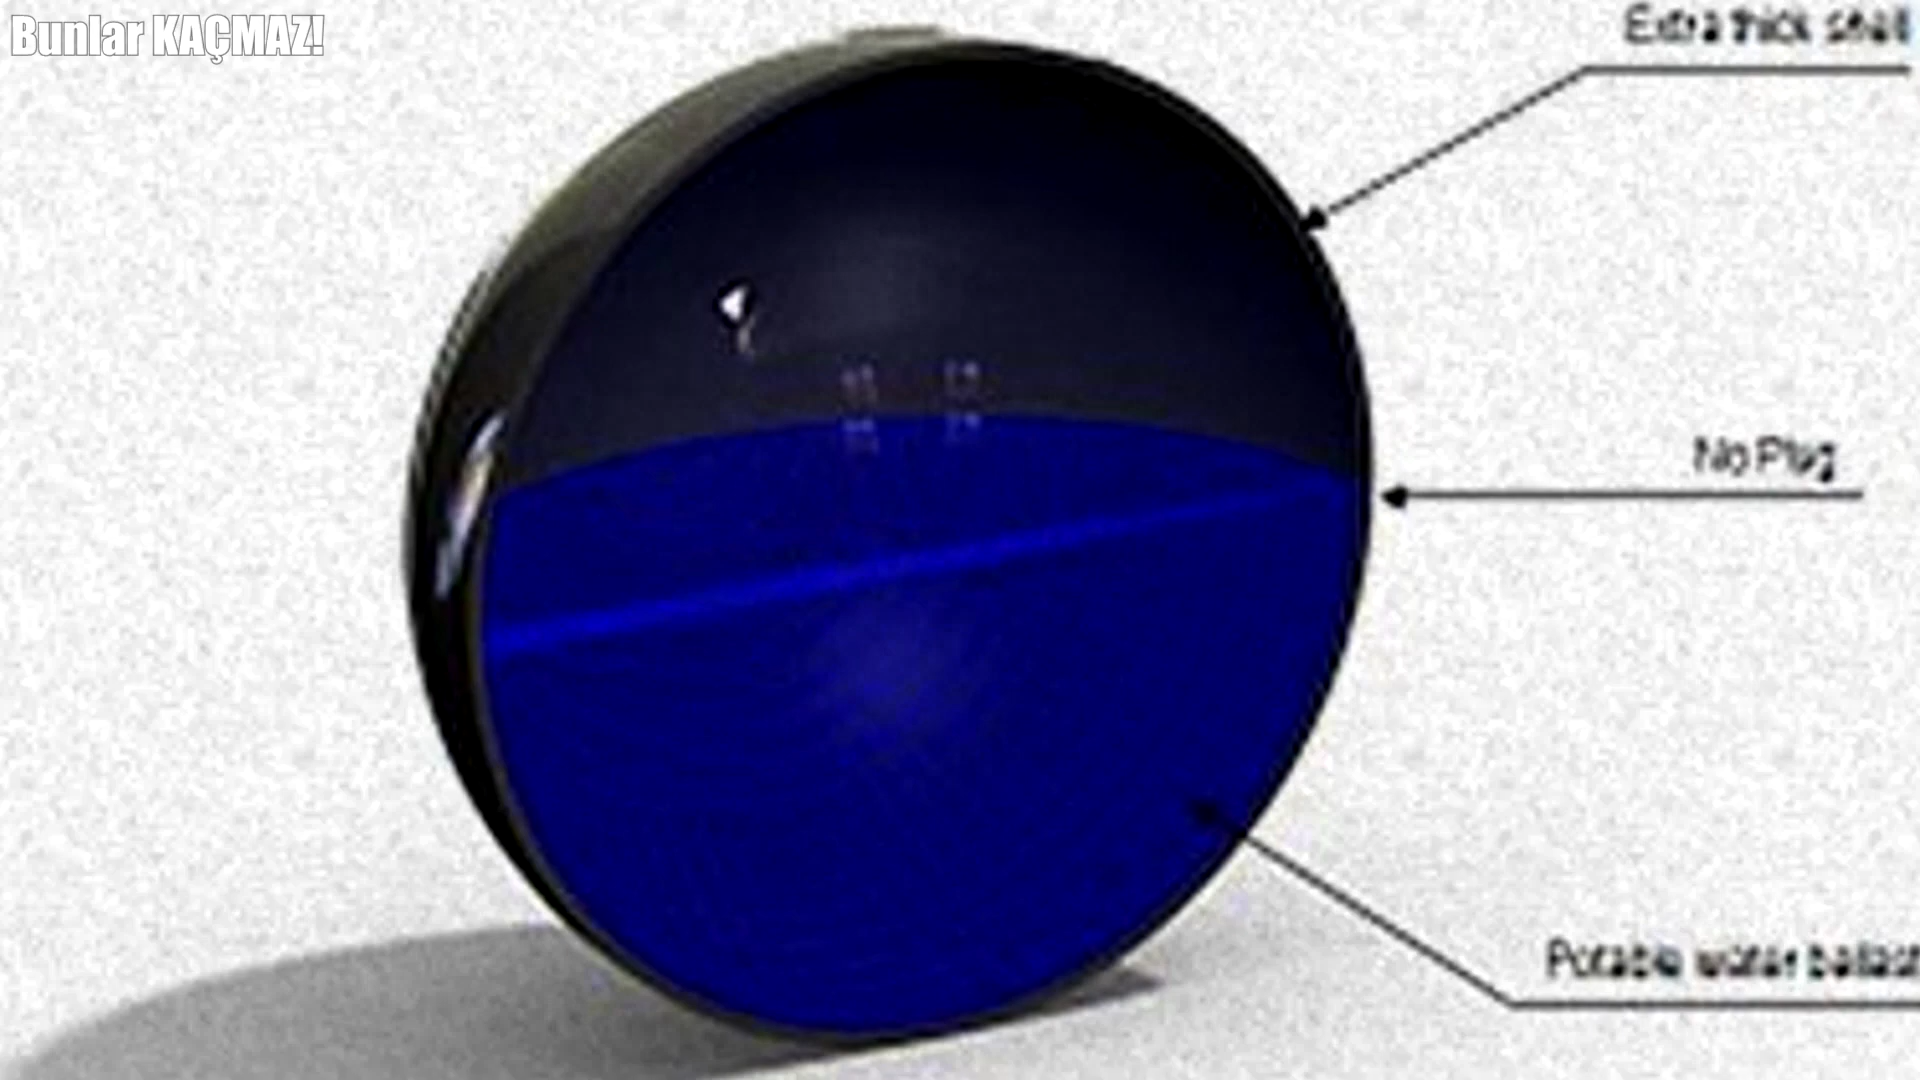 Bunlar KAÇMAZ!
Extra thick shell
No Plug
Potable water ballast